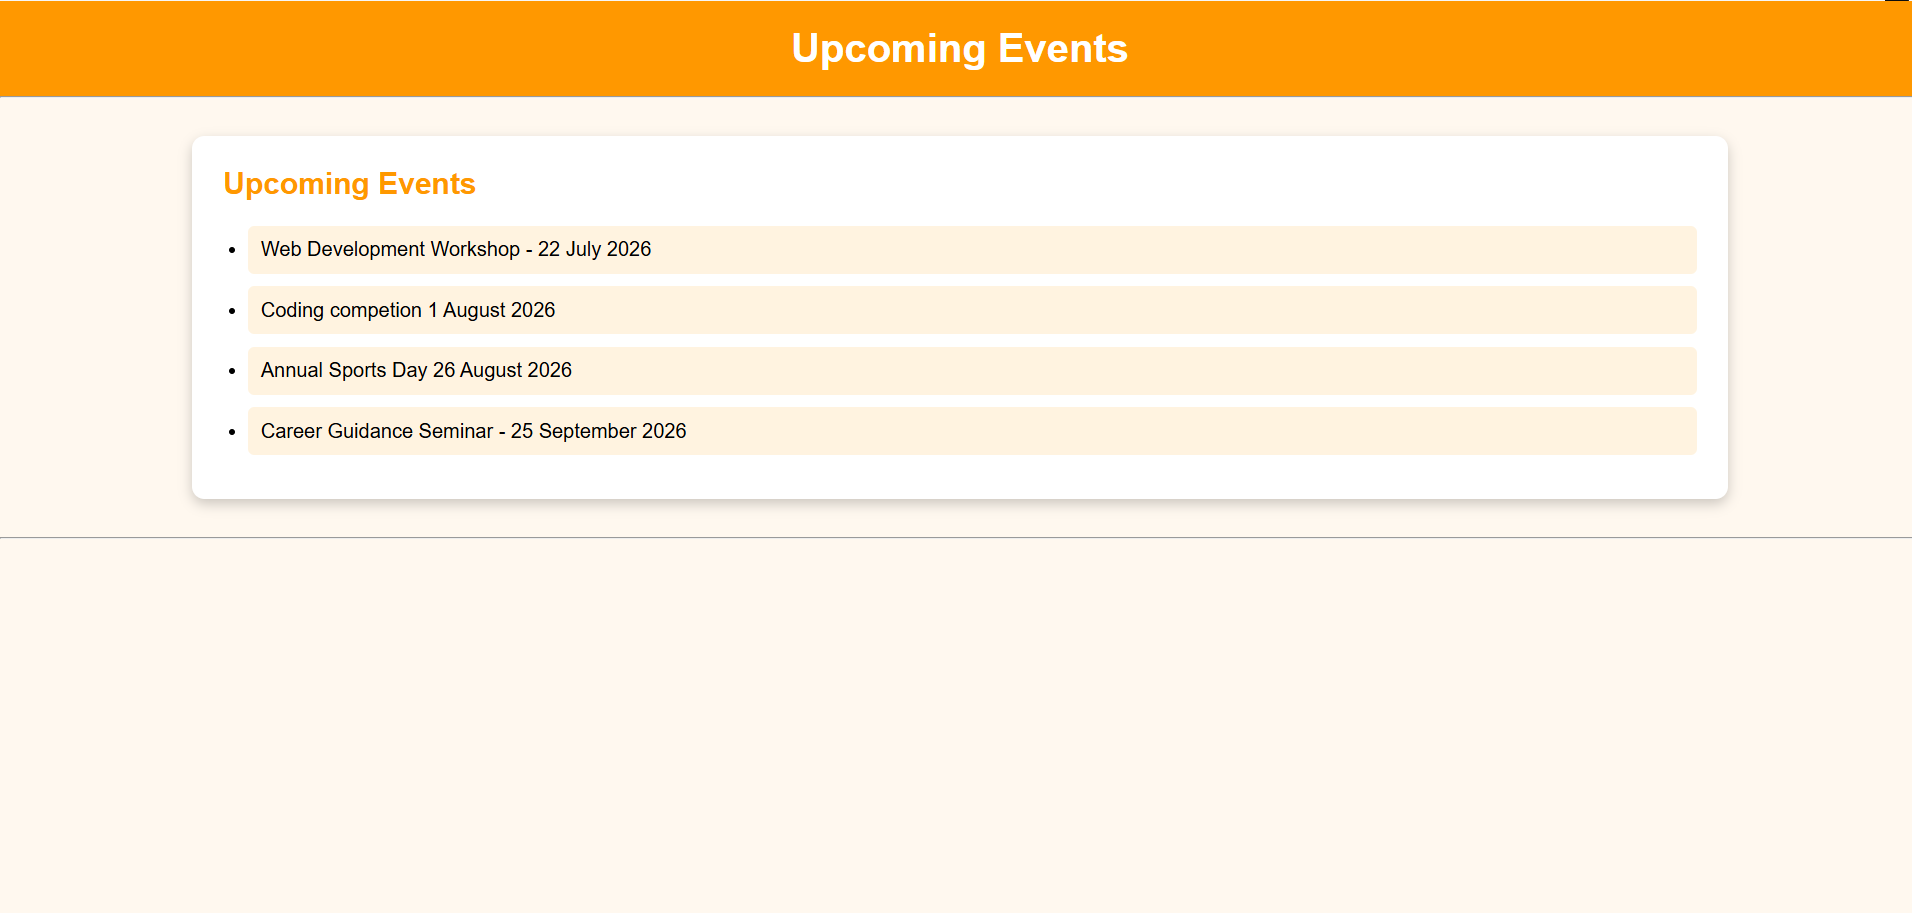 Upcoming Events
Upcoming Events
Web Development Workshop - 22 July 2026
Coding competion 1 August 2026
Annual Sports Day 26 August 2026
Career Guidance Seminar - 25 September 2026